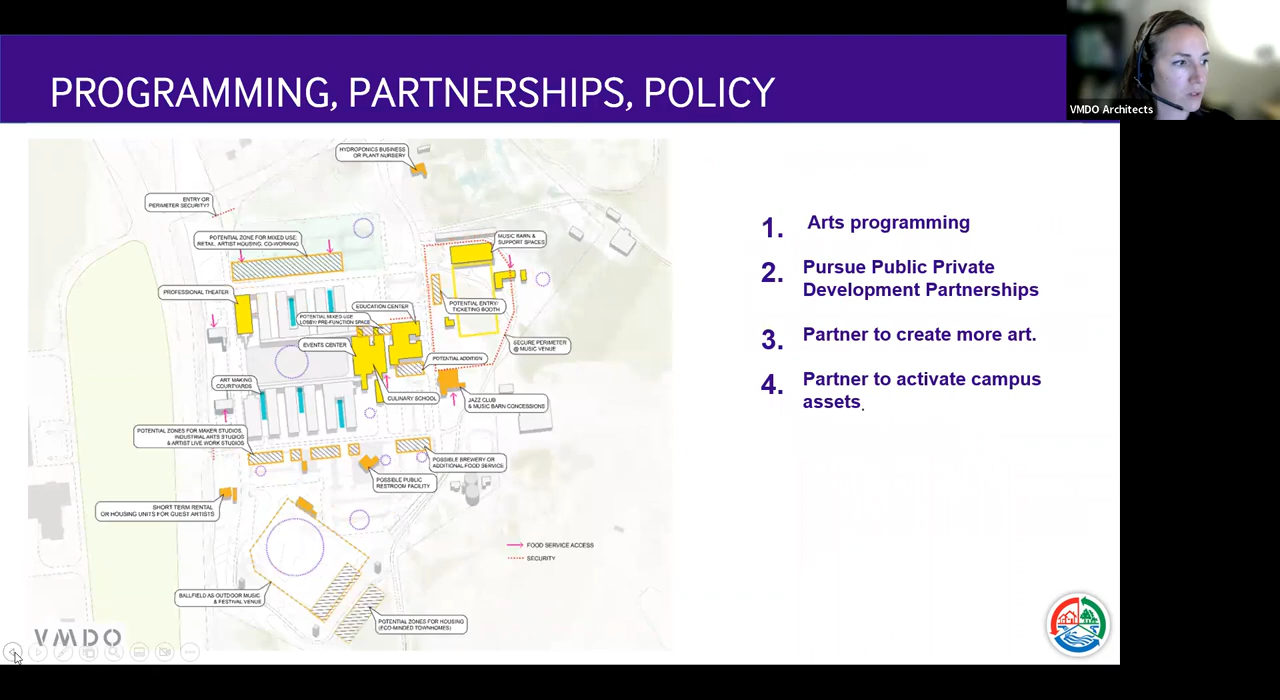 PROGRAMMING, PARTNERSHIPS, POLICY
VMDO Architects
HYDROPONICS BUSINESS
OR PLANT NURSERY
ENTRY OR
PERIMETER SECURITY?
POTENTIAL ZONE FOR MIXED USE:
RETAIL, ARTIST HOUSING, CO-WORKING
MUSIC BARN &
SUPPORT SPACES
PROFESSIONAL THEATER
EDUCATION CENTER
POTENTIAL MIXED USE
LOBBY/ PRE-FUNCTION SPACE
POTENTIAL ENTRY/
TICKETING BOOTH
EVENTS CENTER
SECURE PERIMETER
@ MUSIC VENUE
POTENTIAL ADDITION
ART MAKING
COURTYARDS
CULINARY SCHOOL
JAZZ CLUB
& MUSIC BARN CONCESSIONS
POTENTIAL ZONES FOR MAKER STUDIOS,
INDUSTRIAL ARTS STUDIOS
& ARTIST LIVE WORK STUDIOS
POSSIBLE BREWERY OR
ADDITIONAL FOOD SERVICE
POSSIBLE PUBLIC
RESTROOM FACILITY
SHORT TERM RENTAL
OR HOUSING UNITS FOR GUEST ARTISTS
FOOD SERVICE ACCESS
SECURITY
BALLFIELD AS OUTDOOR MUSIC
& FESTIVAL VENUE
POTENTIAL ZONES FOR HOUSING
(ECO-MINDED TOWNHOMES)
VMDO
1. Arts programming
2. Pursue Public Private
Development Partnerships
3. Partner to create more art.
4. Partner to activate campus
assets.